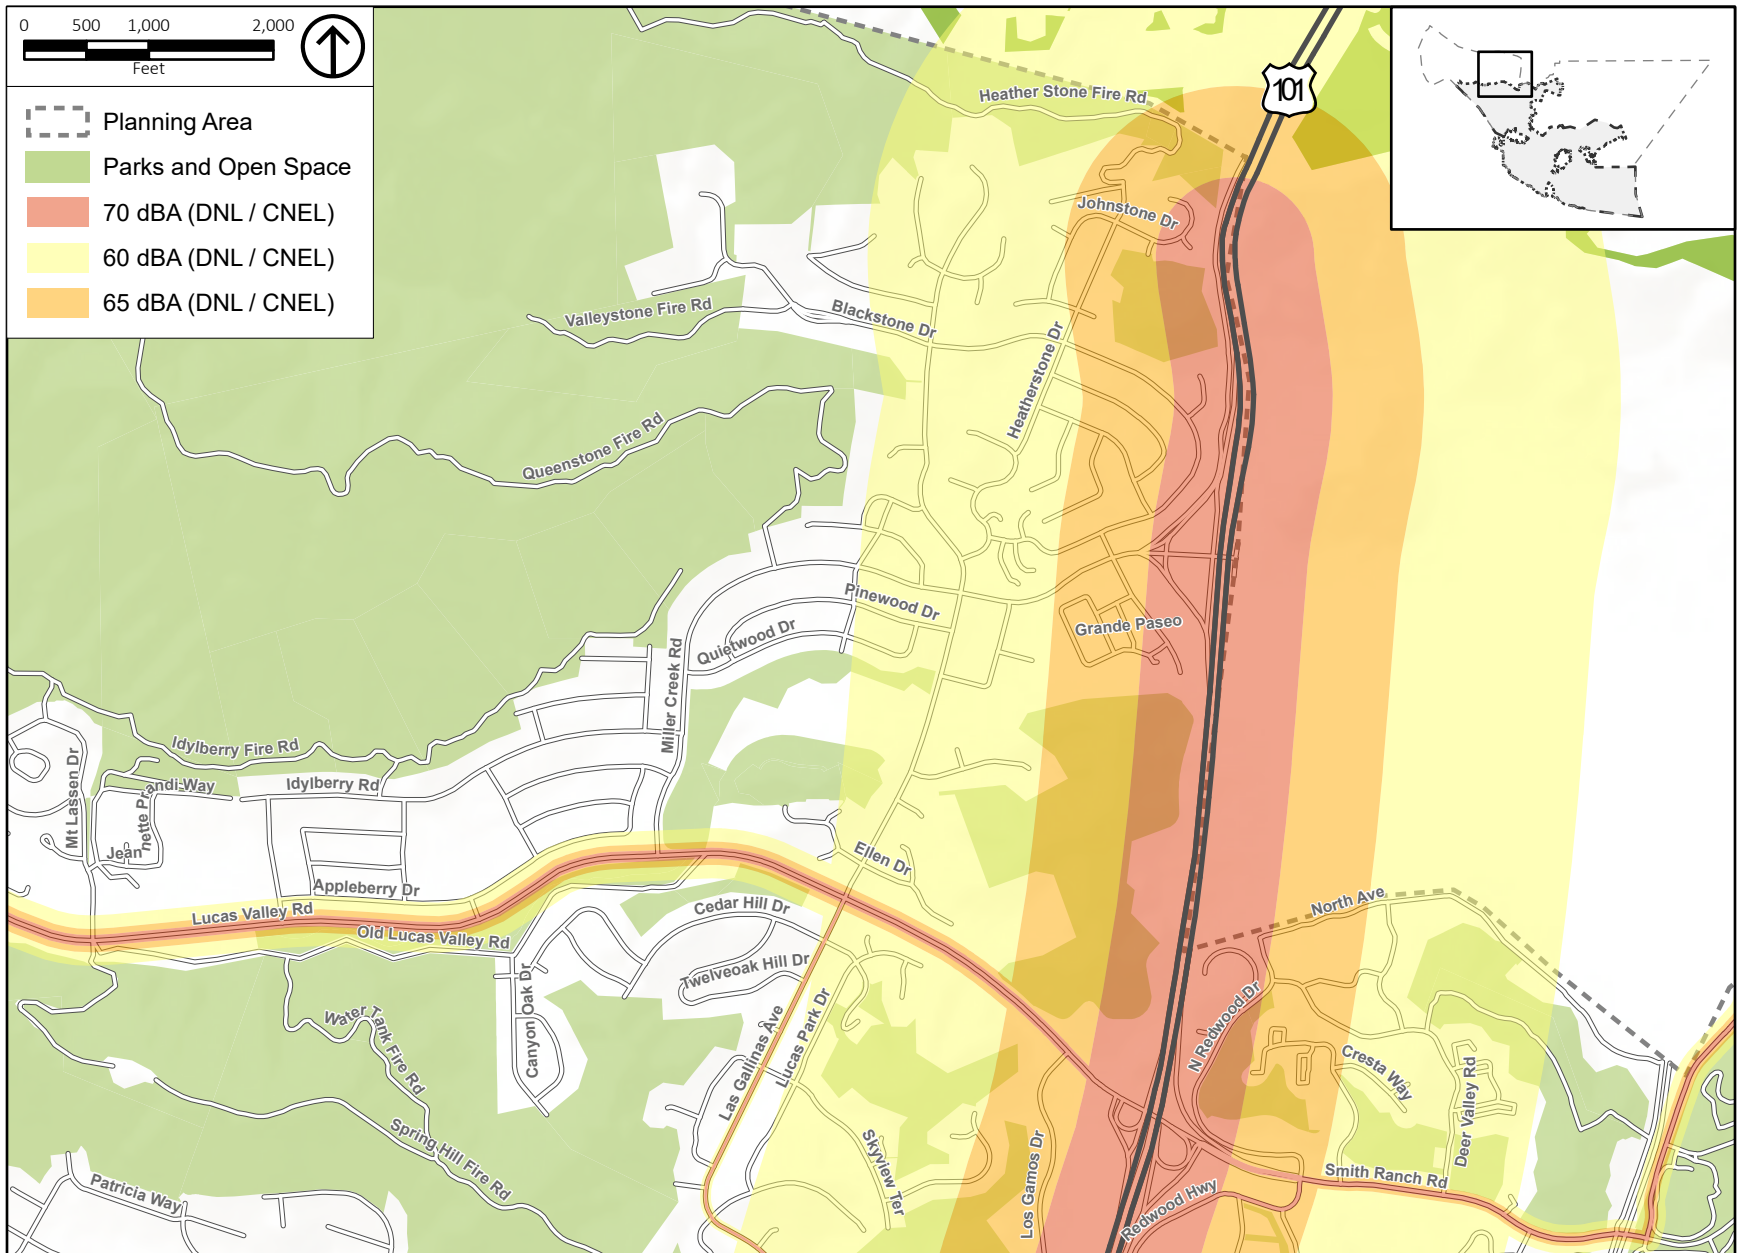 0 500 1,000 2,000
Feet
Planning Area
Parks and Open Space
70 dBA (DNL / CNEL)
60 dBA (DNL / CNEL)
65 dBA (DNL / CNEL)
101
Heather Stone Fire Rd
Johnstone Dr
Valleystone Fire Rd
Blackstone Dr
Heatherstone Dr
Queenstone Fire Rd
Pinewood Dr
Quietwood Dr
Grande Paseo
Miller Creek Rd
Idylberry Fire Rd
Idylberry Rd
Mt Lassen Dr
Jeannette Prandi Way
Ellen Dr
Appleberry Dr
Lucas Valley Rd
Old Lucas Valley Rd
Cedar Hill Dr
North Ave
Twelveoak Hill Dr
Canyon Oak Dr
Water Tank Fire Rd
Las Gallinas Ave
Lucas Park Dr
N Redwood Dr
Cresta Way
Deer Valley Rd
Spring Hill Fire Rd
Skyview Ter
Los Gamos Dr
Smith Ranch Rd
Redwood Hwy
Patricia Way